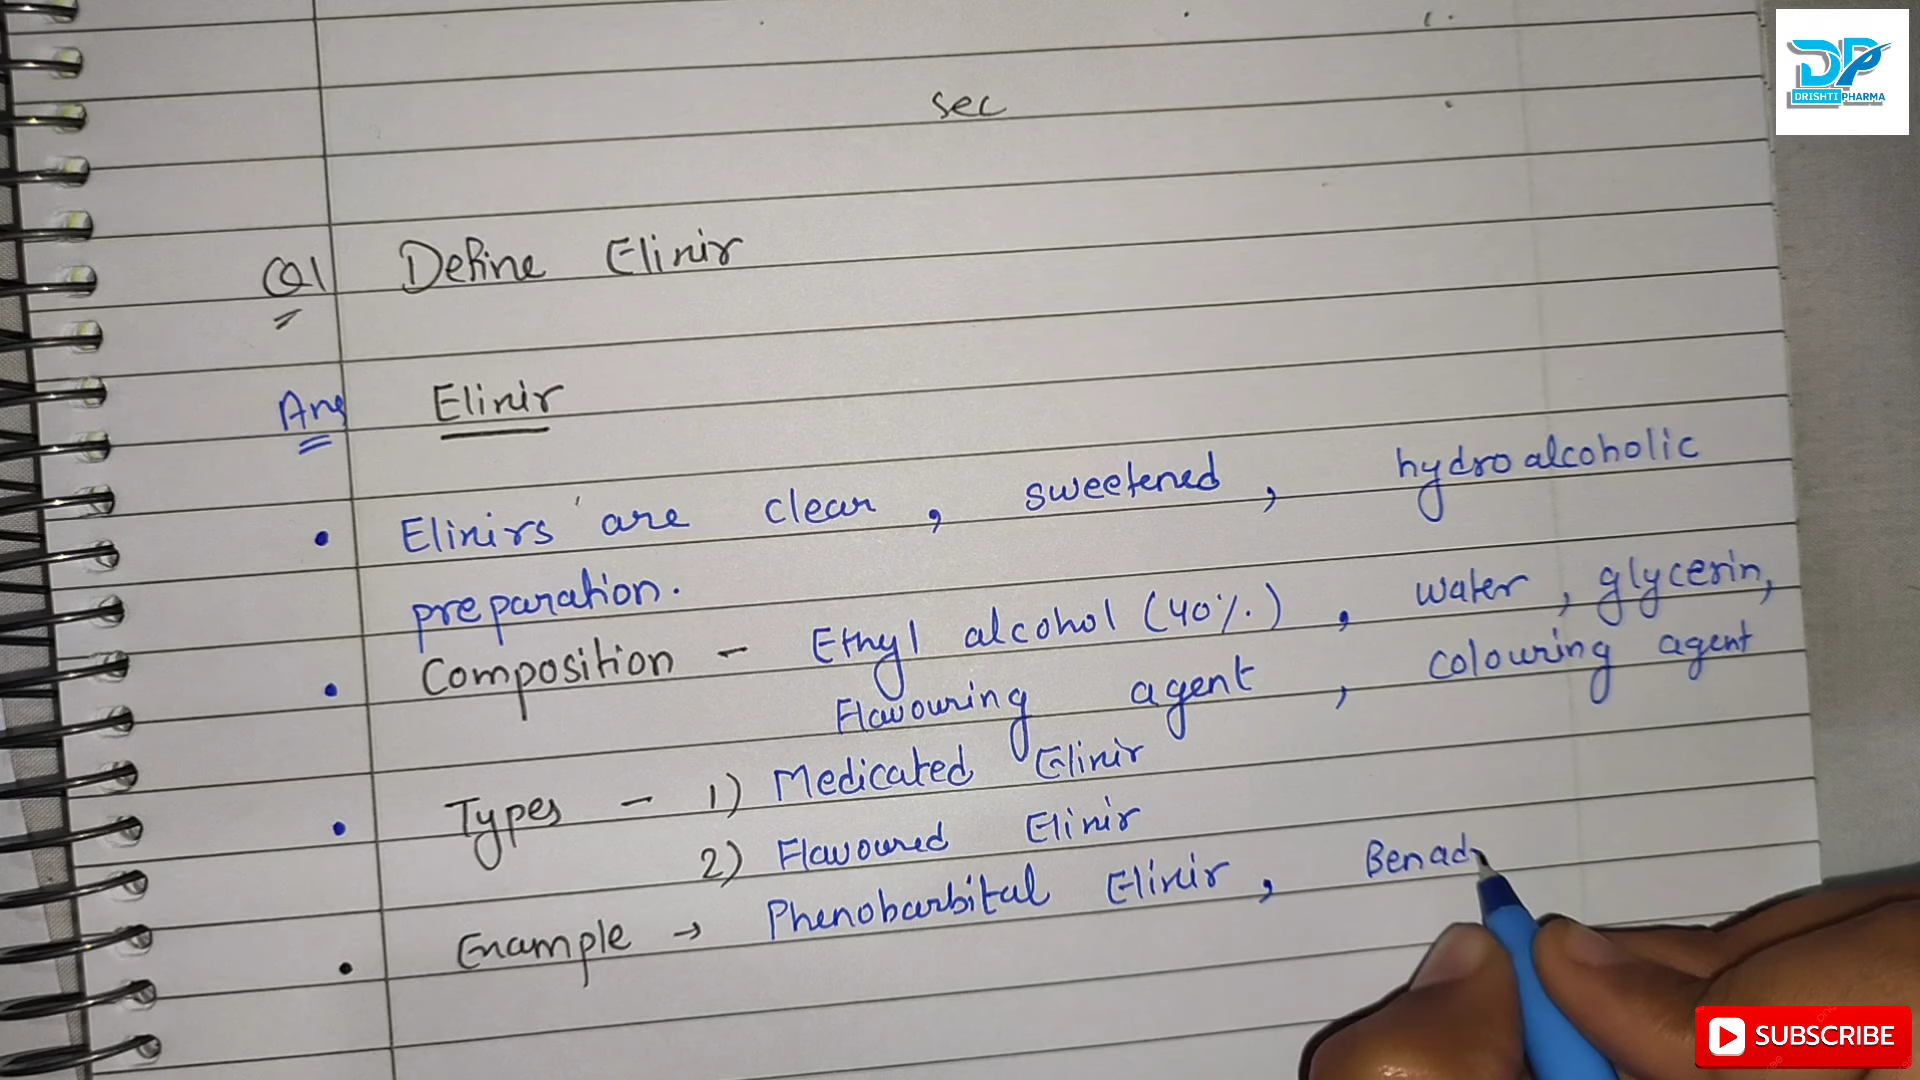 sec
Q1 Define Elixir
Ans Elixir
• Elixirs are clear, sweetened, hydroalcoholic
preparation.
• Composition - Ethyl alcohol (40%), water, glycerin,
Flavouring agent, colouring agent
• Types - 1) Medicated Elixir
2) Flavoured Elixir
• Example → Phenobarbital Elixir, Benad
DP
DRISHTI PHARMA
SUBSCRIBE